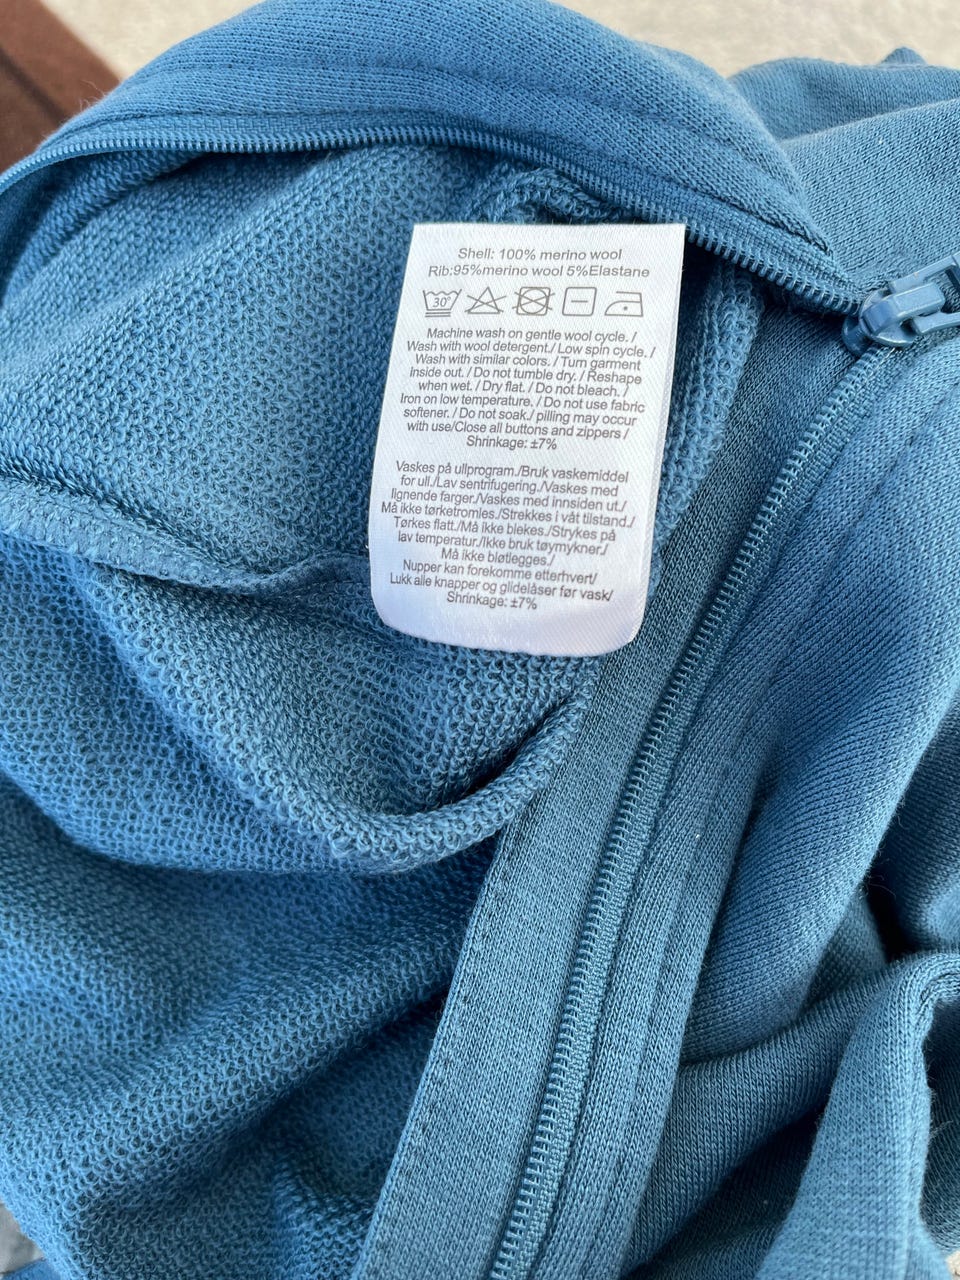 Shell: 100% merino wool
Rib:95%merino wool 5%Elastane
30°
Machine wash on gentle wool cycle. /
Wash with wool detergent./ Low spin cycle. /
Wash with similar colors. / Turn garment
Inside out. / Do not tumble dry. / Reshape
when wet. / Dry flat. / Do not bleach. /
Iron on low temperature. / Do not use fabric
softener. / Do not soak./ pilling may occur
with use/Close all buttons and zippers /
Shrinkage: ±7%
Vaskes på ullprogram./Bruk vaskemiddel
for ull./Lav sentrifugering./Vaskes med
lignende farger./Vaskes med innsiden ut./
Må ikke tørketromles./Strekkes i våt tilstand./
Tørkes flatt./Må ikke blekes./Strykes på
lav temperatur./Ikke bruk tøymykner./
Må ikke bløtlegges./
Nupper kan forekomme etterhvert/
Lukk alle knapper og glidelåser før vask/
Shrinkage: ±7%